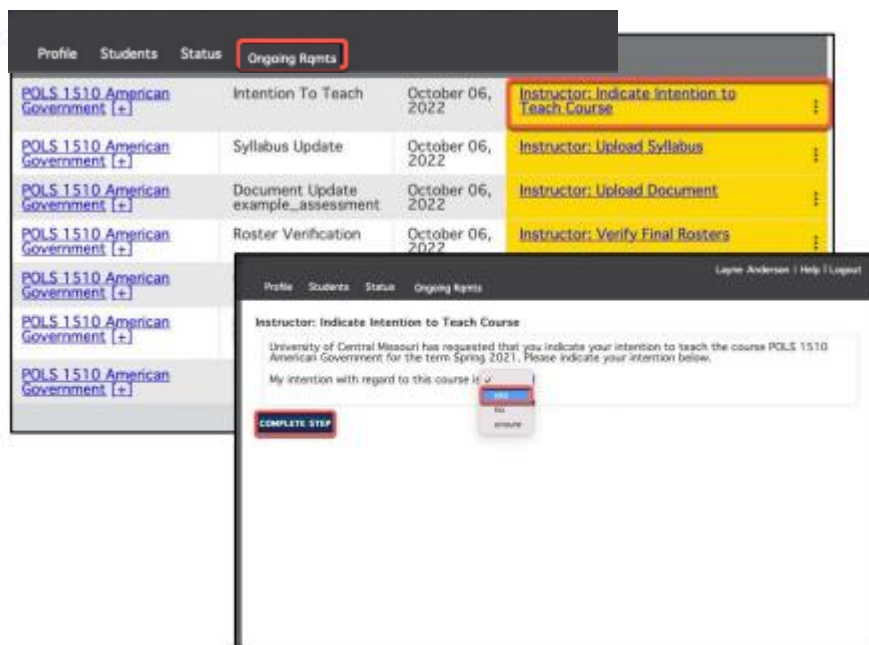 Profile Students Status Ongoing Rqmts
POLS 1510 American
Government [+]
Intention To Teach
October 06,
2022
Instructor: Indicate Intention to
Teach Course
POLS 1510 American
Government [+]
Syllabus Update
October 06,
2022
Instructor: Upload Syllabus
POLS 1510 American
Government [+]
Document Update
example_assessment
October 06,
2022
Instructor: Upload Document
POLS 1510 American
Government [+]
Roster Verification
October 06,
2022
Instructor: Verify Final Rosters
POLS 1510 American
Government [+]
POLS 1510 American
Government [+]
POLS 1510 American
Government [+]
Layne Anderson | Help | Logout
Profile Students Status Ongoing Rqmts
Instructor: Indicate Intention to Teach Course
University of Central Missouri has requested that you indicate your intention to teach the course POLS 1510
American Government for the term Spring 2021. Please indicate your intention below.
My intention with regard to this course is
yes
no
unsure
COMPLETE STEP